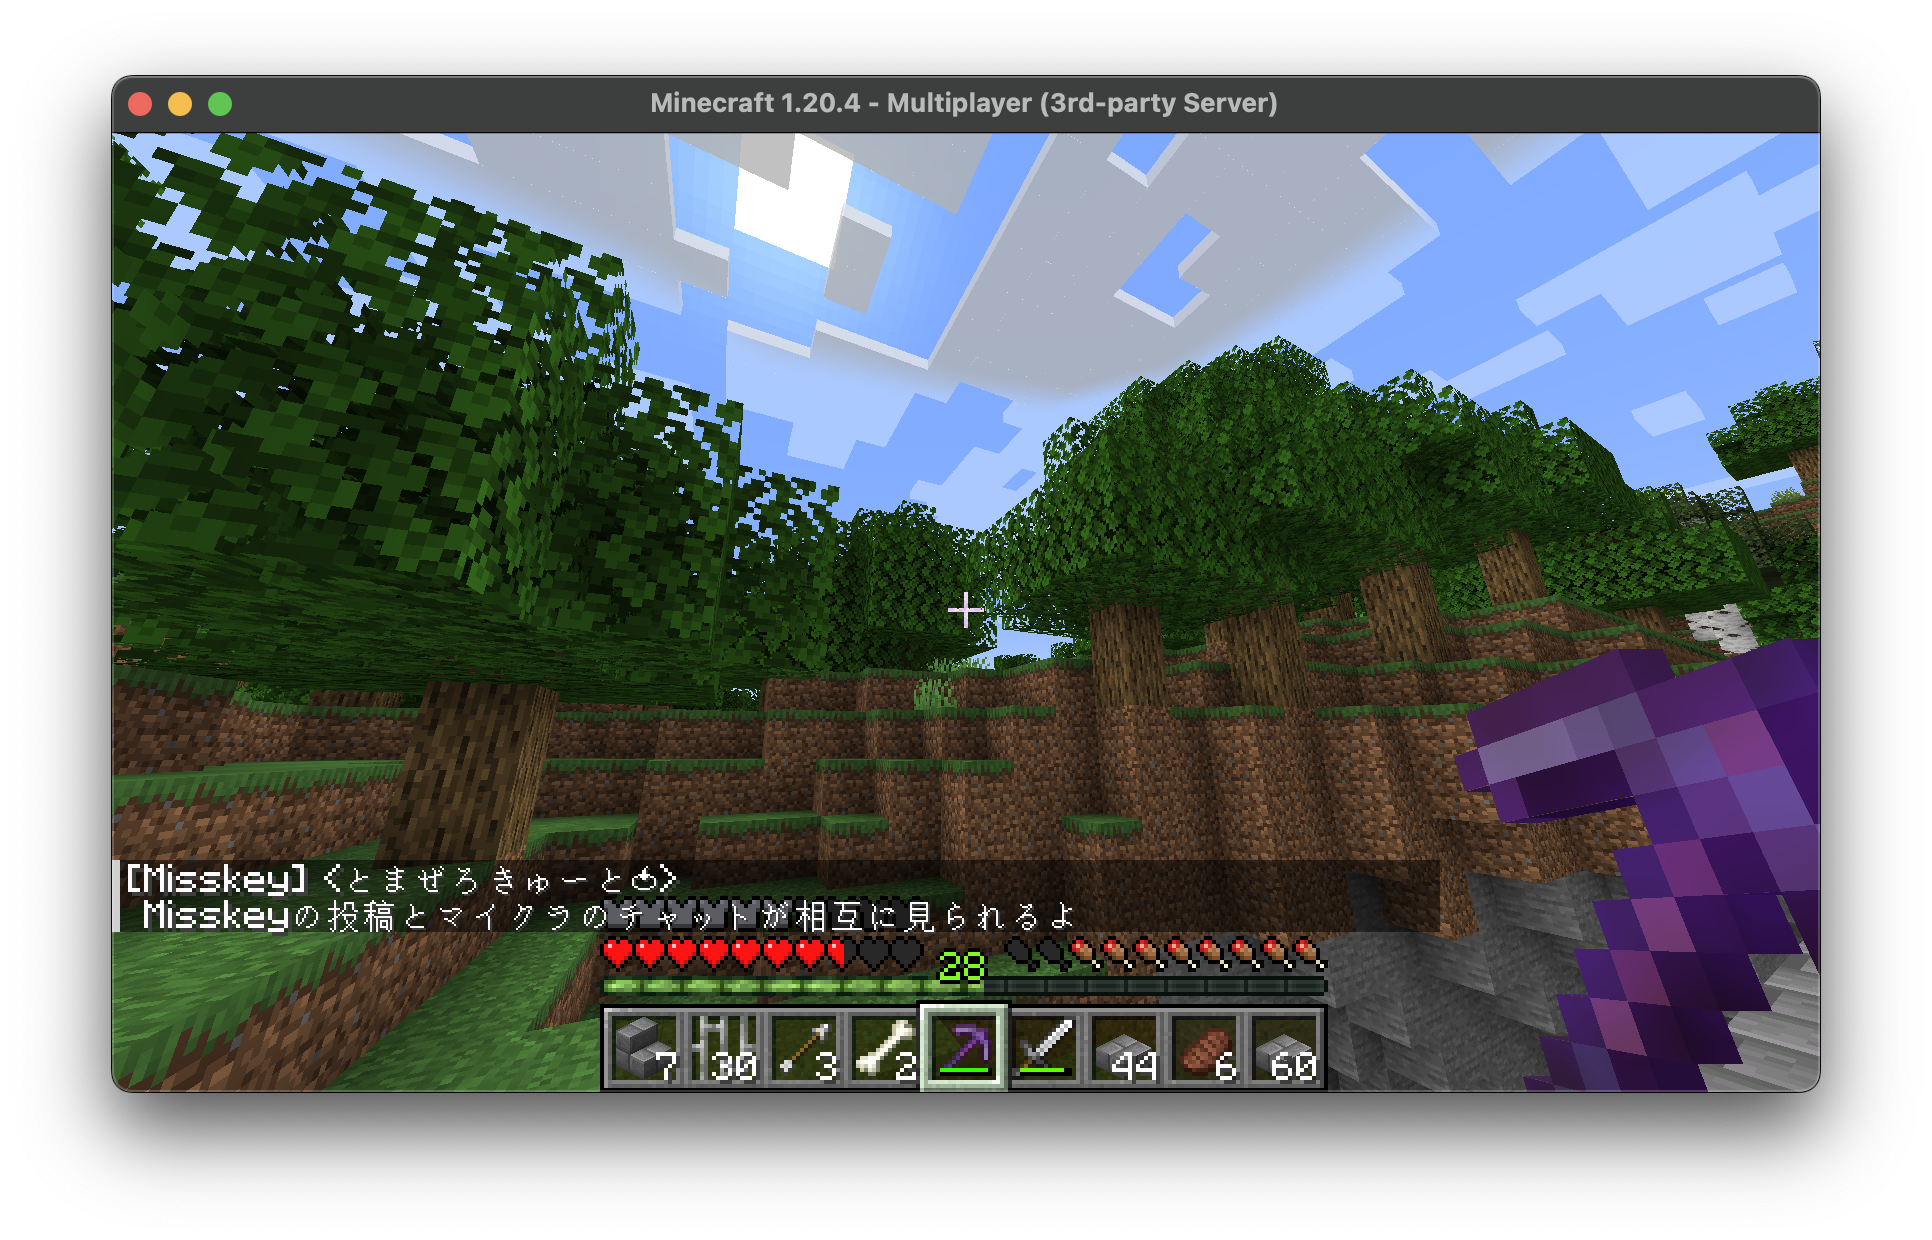 Minecraft 1.20.4 - Multiplayer (3rd-party Server)
[Misskey] <とまぜろきゅーと🍅>
Misskeyの投稿とマイクラのチャットが相互に見られるよ
28
7 30 3 2 44 6 60